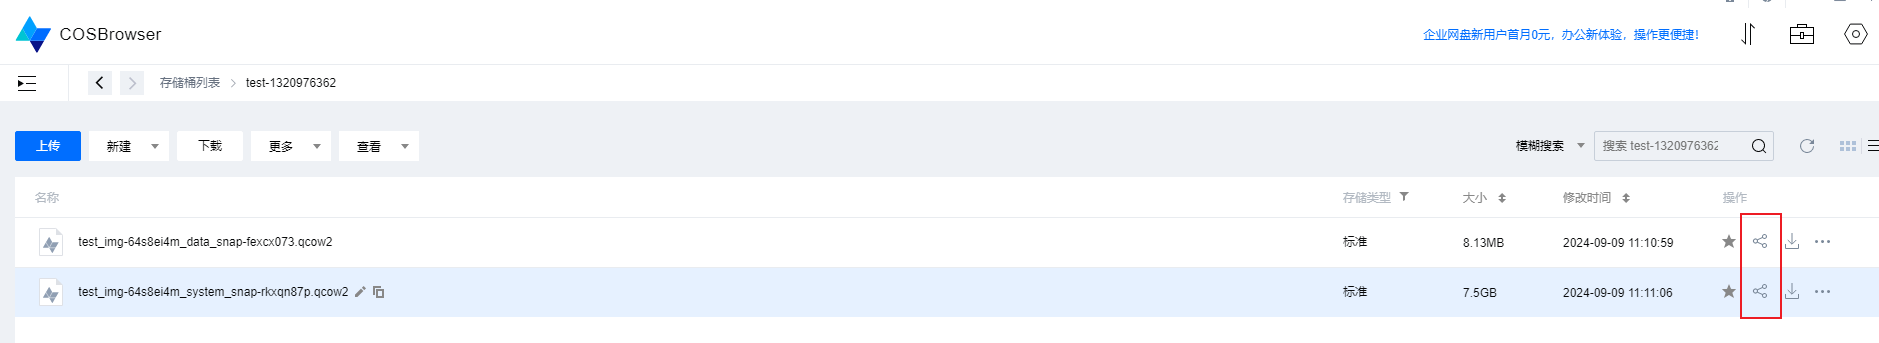 COSBrowser
企业网盘新用户首月0元，办公新体验，操作更便捷！
存储桶列表 > test-1320976362
上传 新建 下载 更多 查看
模糊搜索 搜索 test-1320976362
名称 存储类型 大小 修改时间 操作
test_img-64s8ei4m_data_snap-fexcx073.qcow2 标准 8.13MB 2024-09-09 11:10:59
test_img-64s8ei4m_system_snap-rkxqn87p.qcow2 标准 7.5GB 2024-09-09 11:11:06